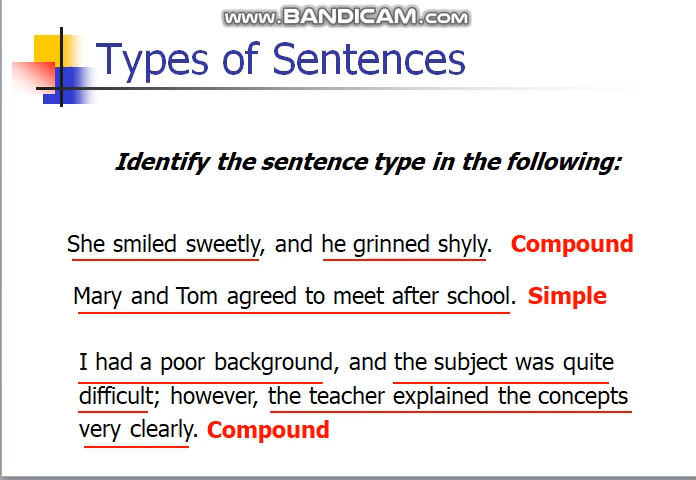 www.BANDICAM.com
Types of Sentences
Identify the sentence type in the following:
She smiled sweetly, and he grinned shyly. Compound
Mary and Tom agreed to meet after school. Simple
I had a poor background, and the subject was quite
difficult; however, the teacher explained the concepts
very clearly. Compound